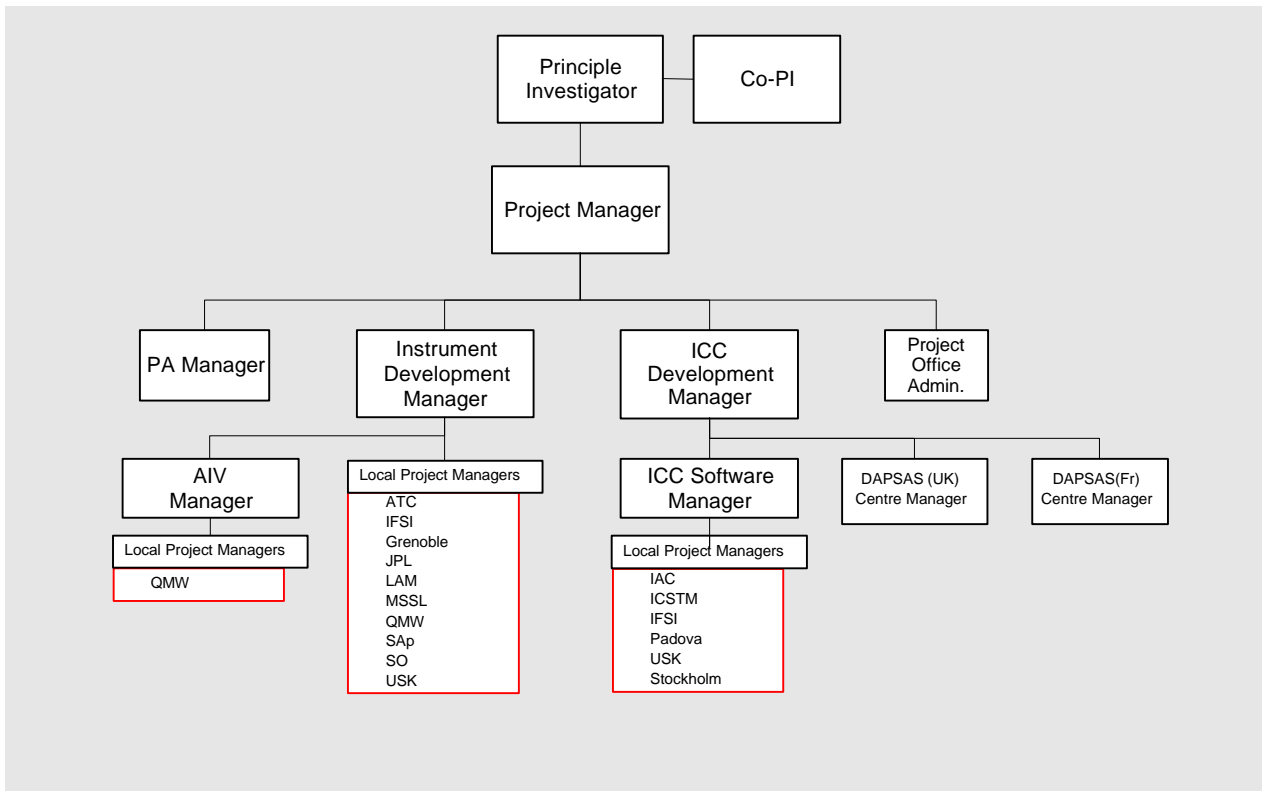 Principle
Investigator
Co-PI
Project Manager
PA Manager
Instrument
Development
Manager
ICC
Development
Manager
Project
Office
Admin.
AIV
Manager
Local Project Managers
QMW
Local Project Managers
ATC
IFSI
Grenoble
JPL
LAM
MSSL
QMW
SAp
SO
USK
ICC Software
Manager
Local Project Managers
IAC
ICSTM
IFSI
Padova
USK
Stockholm
DAPSAS (UK)
Centre Manager
DAPSAS(Fr)
Centre Manager